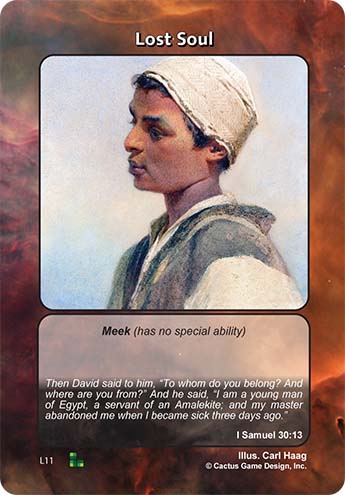 Lost Soul
Meek (has no special ability)
Then David said to him, “To whom do you belong? And
where are you from?” And he said, “I am a young man
of Egypt, a servant of an Amalekite; and my master
abandoned me when I became sick three days ago.”
I Samuel 30:13
L11
Illus. Carl Haag
© Cactus Game Design, Inc.